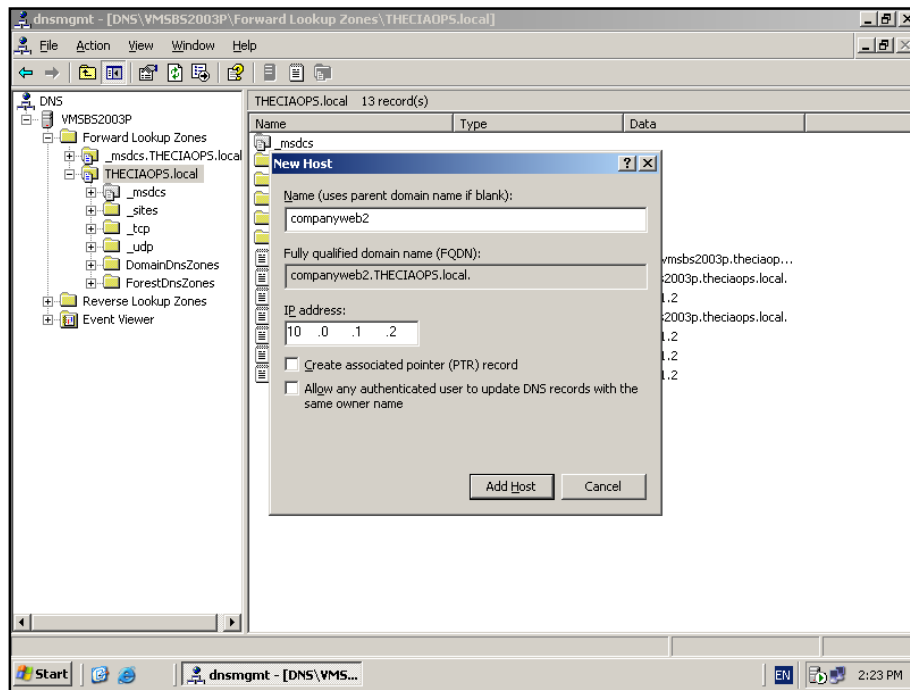 dnsmgmt - [DNS\VMSBS2003P\Forward Lookup Zones\THECIAOPS.local]
File Action View Window Help
DNS
VMSBS2003P
Forward Lookup Zones
_msdcs.THECIAOPS.local
THECIAOPS.local
_msdcs
_sites
_tcp
_udp
DomainDnsZones
ForestDnsZones
Reverse Lookup Zones
Event Viewer
THECIAOPS.local 13 record(s)
Name Type Data
_msdcs
New Host
Name (uses parent domain name if blank):
companyweb2
Fully qualified domain name (FQDN):
companyweb2.THECIAOPS.local.
IP address:
10 .0 .1 .2
Create associated pointer (PTR) record
Allow any authenticated user to update DNS records with the
same owner name
Add Host Cancel
vmsbs2003p.theciaop...
s2003p.theciaops.local.
1.2
s2003p.theciaops.local.
1.2
1.2
1.2
Start
dnsmgmt - [DNS\VMS...
EN
2:23 PM